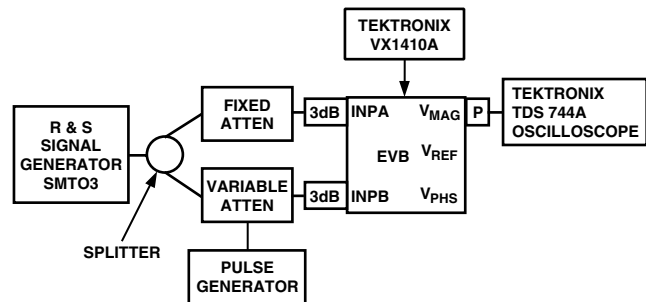 TEKTRONIX
VX1410A
R & S
SIGNAL
GENERATOR
SMTO3
SPLITTER
FIXED
ATTEN
VARIABLE
ATTEN
PULSE
GENERATOR
3dB
3dB
INPA
INPB
EVB
VMAG
VREF
VPHS
P
TEKTRONIX
TDS 744A
OSCILLOSCOPE